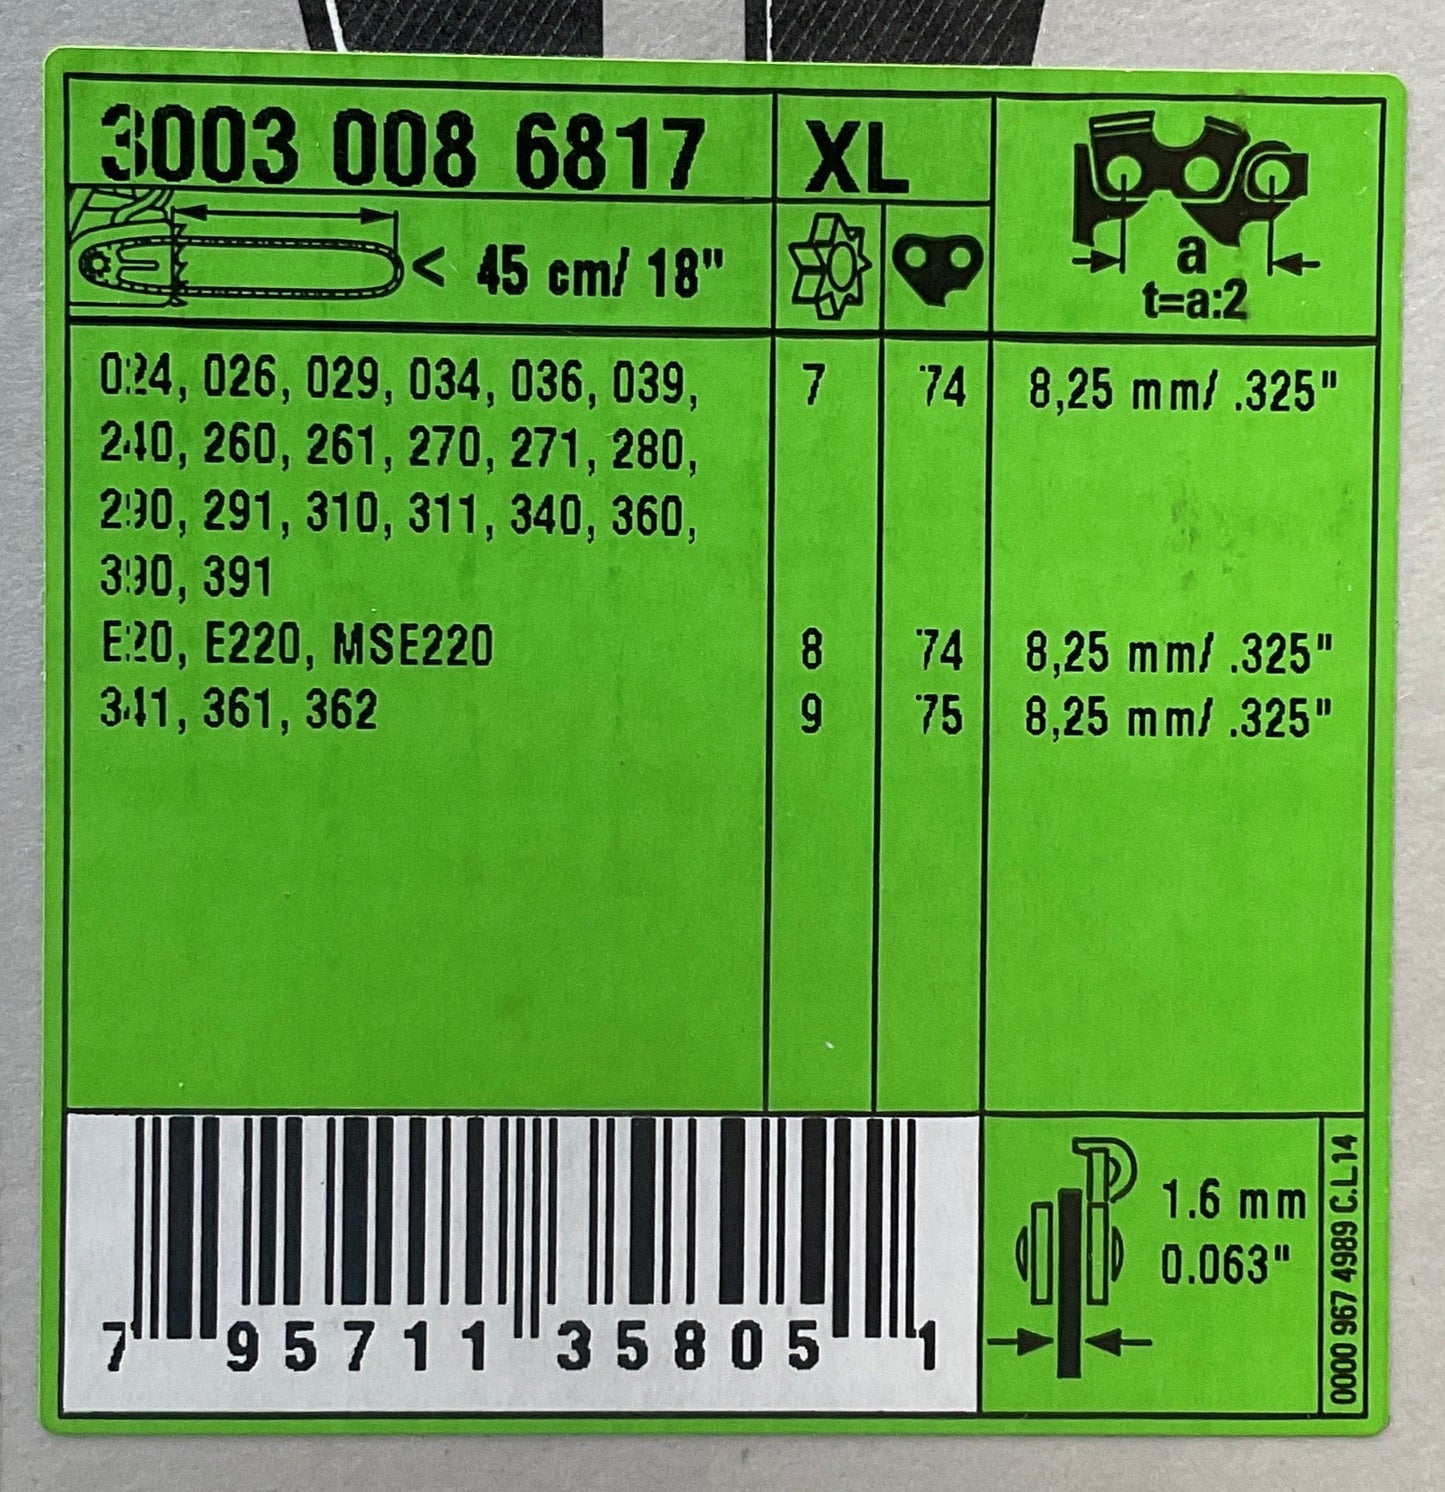 3003 008 6817 XL
< 45 cm/ 18"
a
t=a:2
024, 026, 029, 034, 036, 039, 7 74 8,25 mm/ .325"
240, 260, 261, 270, 271, 280,
290, 291, 310, 311, 340, 360,
390, 391
E20, E220, MSE220 8 74 8,25 mm/ .325"
341, 361, 362 9 75 8,25 mm/ .325"
1.6 mm
0.063"
0000 967 4989 C.L14
7 95711 35805 1